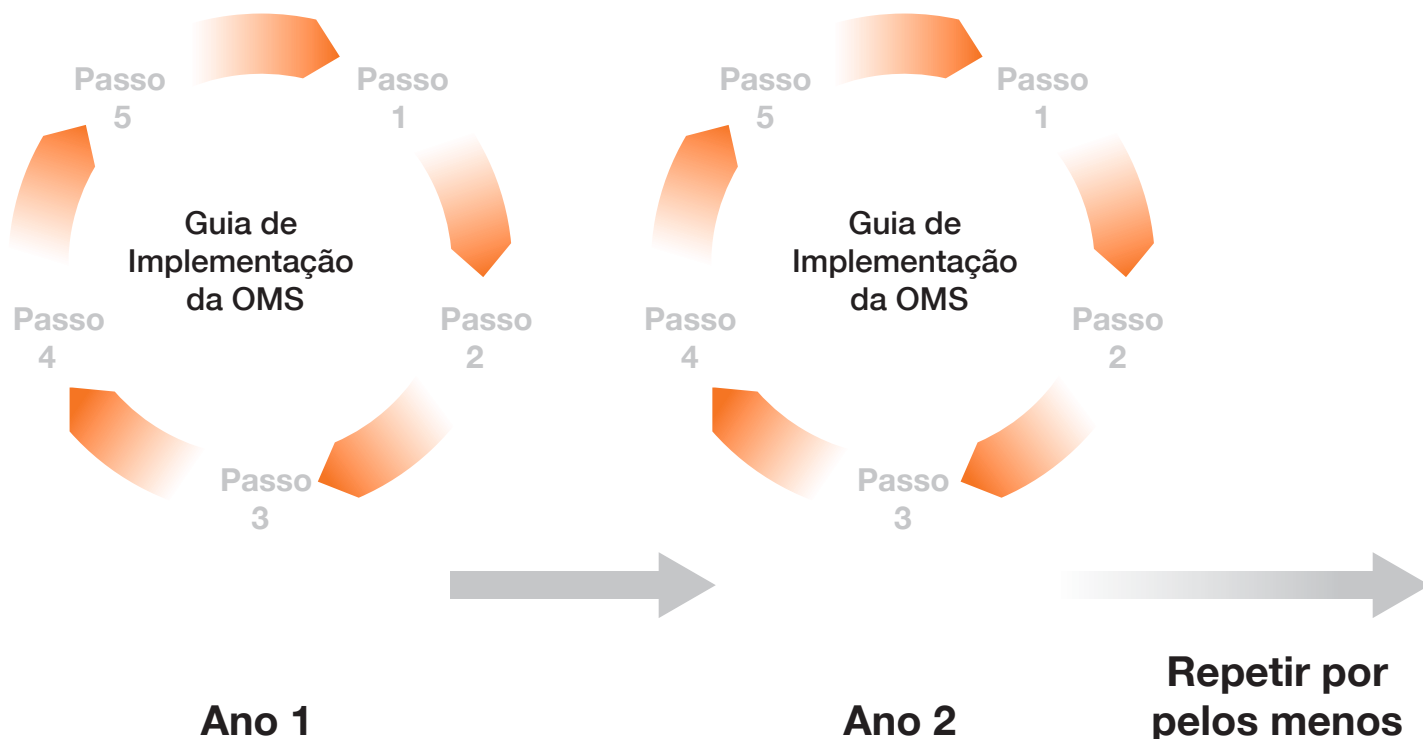 Passo
5
Passo
1
Guia de
Implementação
da OMS
Passo
4
Passo
2
Passo
3
Ano 1
Passo
5
Passo
1
Guia de
Implementação
da OMS
Passo
4
Passo
2
Passo
3
Ano 2
Repetir por
pelos menos